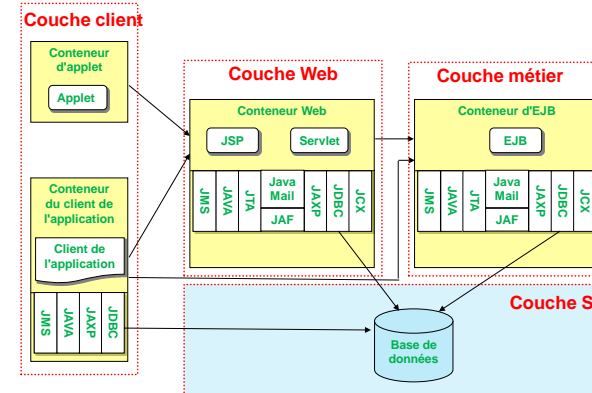 Couche client
Conteneur
d'applet
Applet
Conteneur
du client de
l'application
Client de
l'application
JMS
JAVA
JAXP
JDBC
Couche Web
Conteneur Web
JSP
Servlet
JMS
JAVA
JTA
Java
Mail
JAF
JAXP
JDBC
JCX
Couche métier
Conteneur d'EJB
EJB
JMS
JAVA
JTA
Java
Mail
JAF
JAXP
JDBC
JCX
Couche S
Base de
données